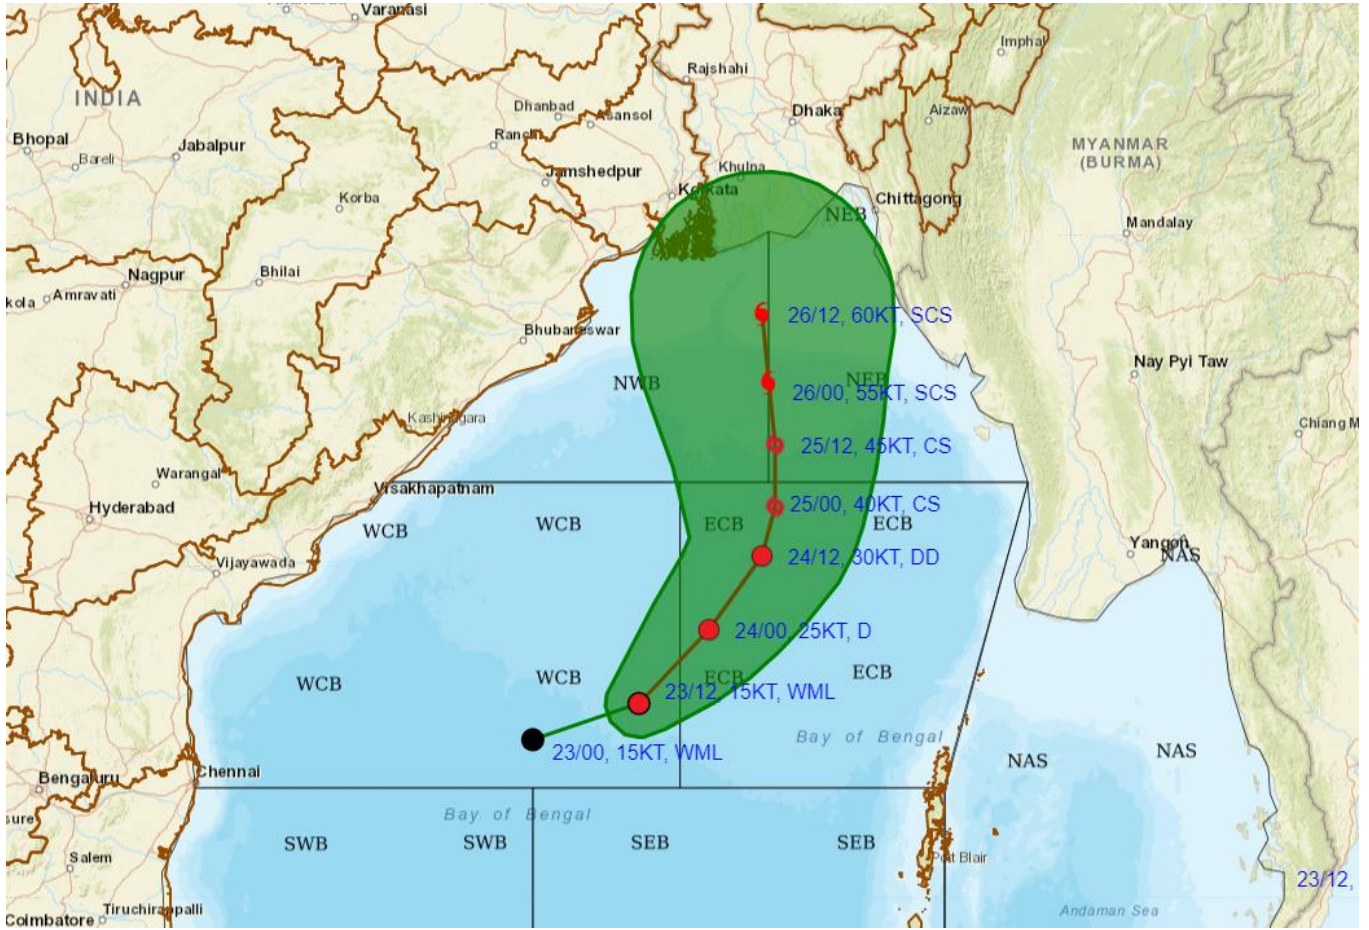 Varanasi
Imphal
Rajshahi
INDIA
Dhanbad
Dhaka
Aizaw
Asansol
Bhopal
Jabalpur
Ranchi
MYANMAR
(BURMA)
Bareli
Khulna
Jamshedpur
Kolkata
Korba
Chittagong
NEB
Mandalay
Nagpur
Bhilai
kola
Amravati
26/12, 60KT, SCS
Bhubaneswar
Nay Pyi Taw
NWB
NEB
26/00, 55KT, SCS
Chiang M
25/12, 45KT, CS
Warangal
Visakhapatnam
Hyderabad
25/00, 40KT, CS
WCB
WCB
ECB
ECB
Yangon
NAS
24/12, 30KT, DD
Vijayawada
24/00, 25KT, D
WCB
WCB
ECB
ECB
23/12, 15KT, WML
Bay of Bengal
23/00, 15KT, WML
NAS
NAS
Chennai
Bengaluru
Bay of Bengal
sure
SWB
SWB
SEB
SEB
Salem
Port Blair
23/12,
Tiruchirappalli
Coimbatore
Andaman Sea